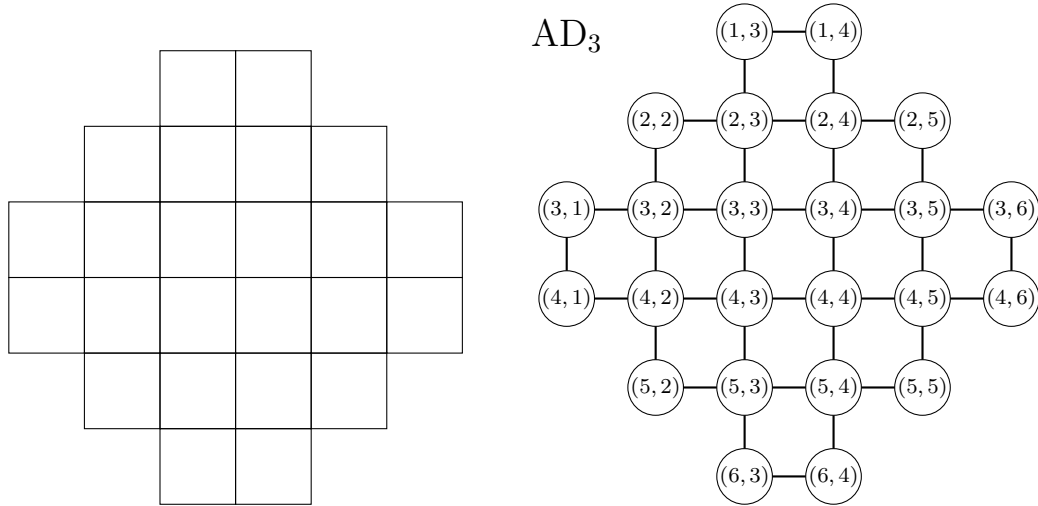 AD₃
(1, 3) (1, 4)
(2, 2) (2, 3) (2, 4) (2, 5)
(3, 1) (3, 2) (3, 3) (3, 4) (3, 5) (3, 6)
(4, 1) (4, 2) (4, 3) (4, 4) (4, 5) (4, 6)
(5, 2) (5, 3) (5, 4) (5, 5)
(6, 3) (6, 4)